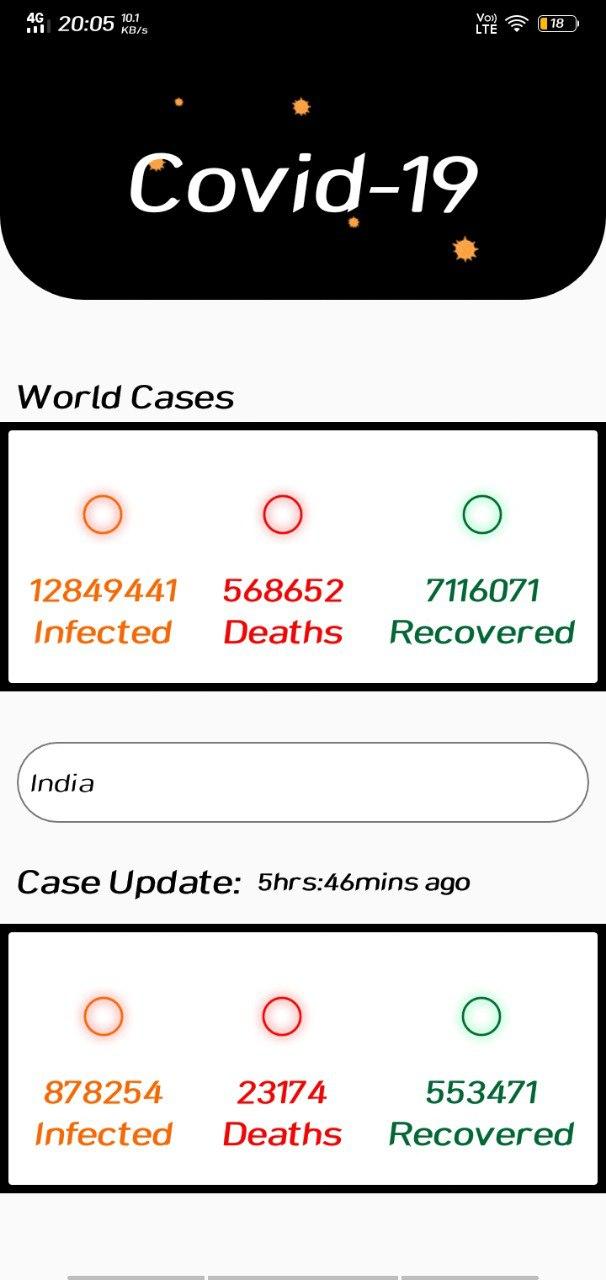 4G 20:05 10.1 KB/s Vo) LTE 18
Covid-19
World Cases
12849441 568652 7116071
Infected Deaths Recovered
India
Case Update: 5hrs:46mins ago
878254 23174 553471
Infected Deaths Recovered